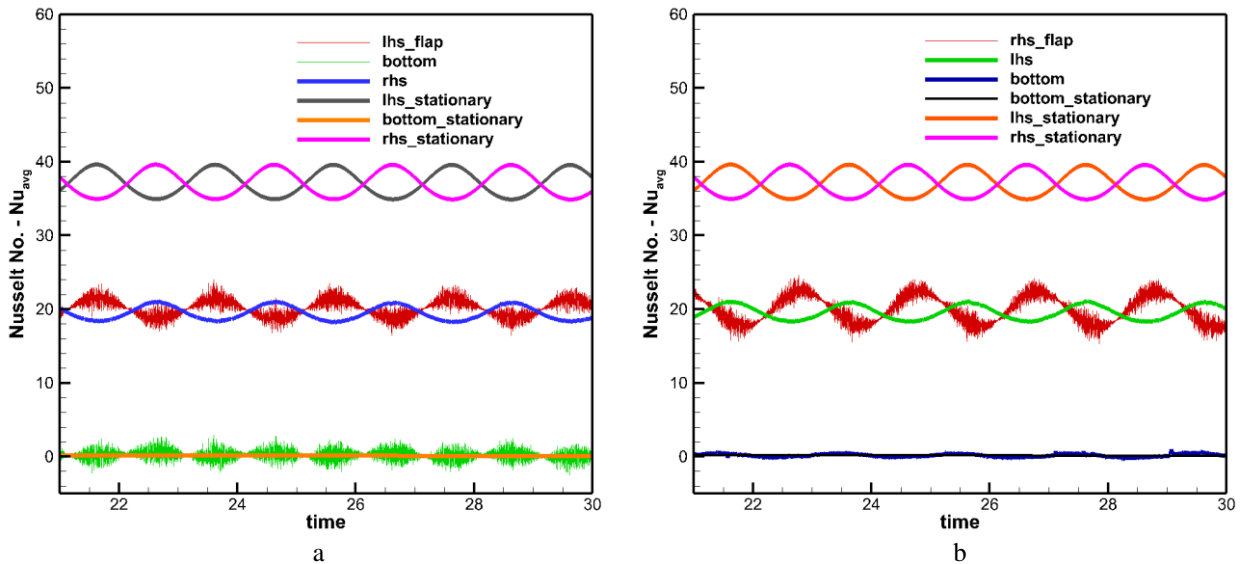 60
50
40
30
20
10
0
Nusselt No. - Nu_avg
lhs_flap
bottom
rhs
lhs_stationary
bottom_stationary
rhs_stationary
22
24
26
28
30
time
a
60
50
40
30
20
10
0
Nusselt No. - Nu_avg
rhs_flap
lhs
bottom
bottom_stationary
lhs_stationary
rhs_stationary
22
24
26
28
30
time
b